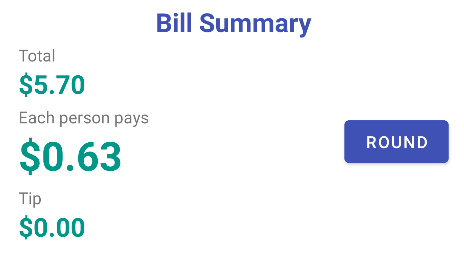 Bill Summary
Total
$5.70
Each person pays
$0.63
ROUND
Tip
$0.00